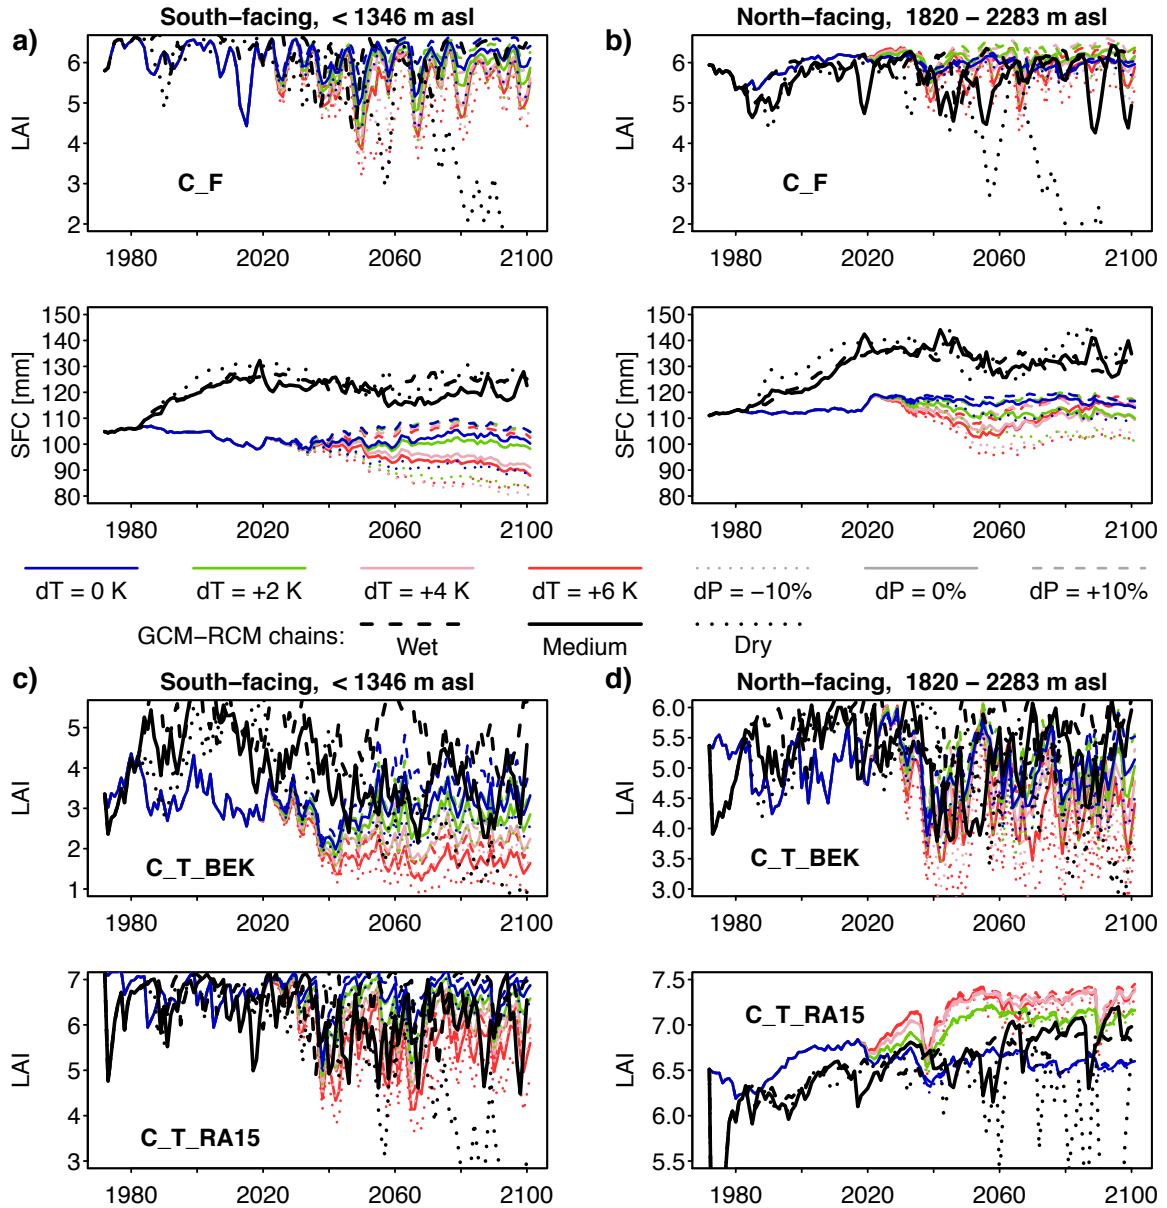 a)
South−facing,  < 1346 m asl
LAI
6
5
4
3
2
C_F
1980
2020
2060
2100
b)
North−facing,  1820 − 2283 m asl
LAI
6
5
4
3
2
C_F
1980
2020
2060
2100
SFC [mm]
150
140
130
120
110
100
90
80
1980
2020
2060
2100
SFC [mm]
150
140
130
120
110
100
90
80
1980
2020
2060
2100
dT = 0 K
dT = +2 K
dT = +4 K
dT = +6 K
dP = −10%
dP = 0%
dP = +10%
GCM−RCM chains:
Wet
Medium
Dry
c)
South−facing,  < 1346 m asl
LAI
5
4
3
2
1
C_T_BEK
1980
2020
2060
2100
d)
North−facing,  1820 − 2283 m asl
LAI
6.0
5.5
5.0
4.5
4.0
3.5
3.0
C_T_BEK
1980
2020
2060
2100
LAI
7
6
5
4
3
C_T_RA15
1980
2020
2060
2100
LAI
7.5
7.0
6.5
6.0
5.5
C_T_RA15
1980
2020
2060
2100